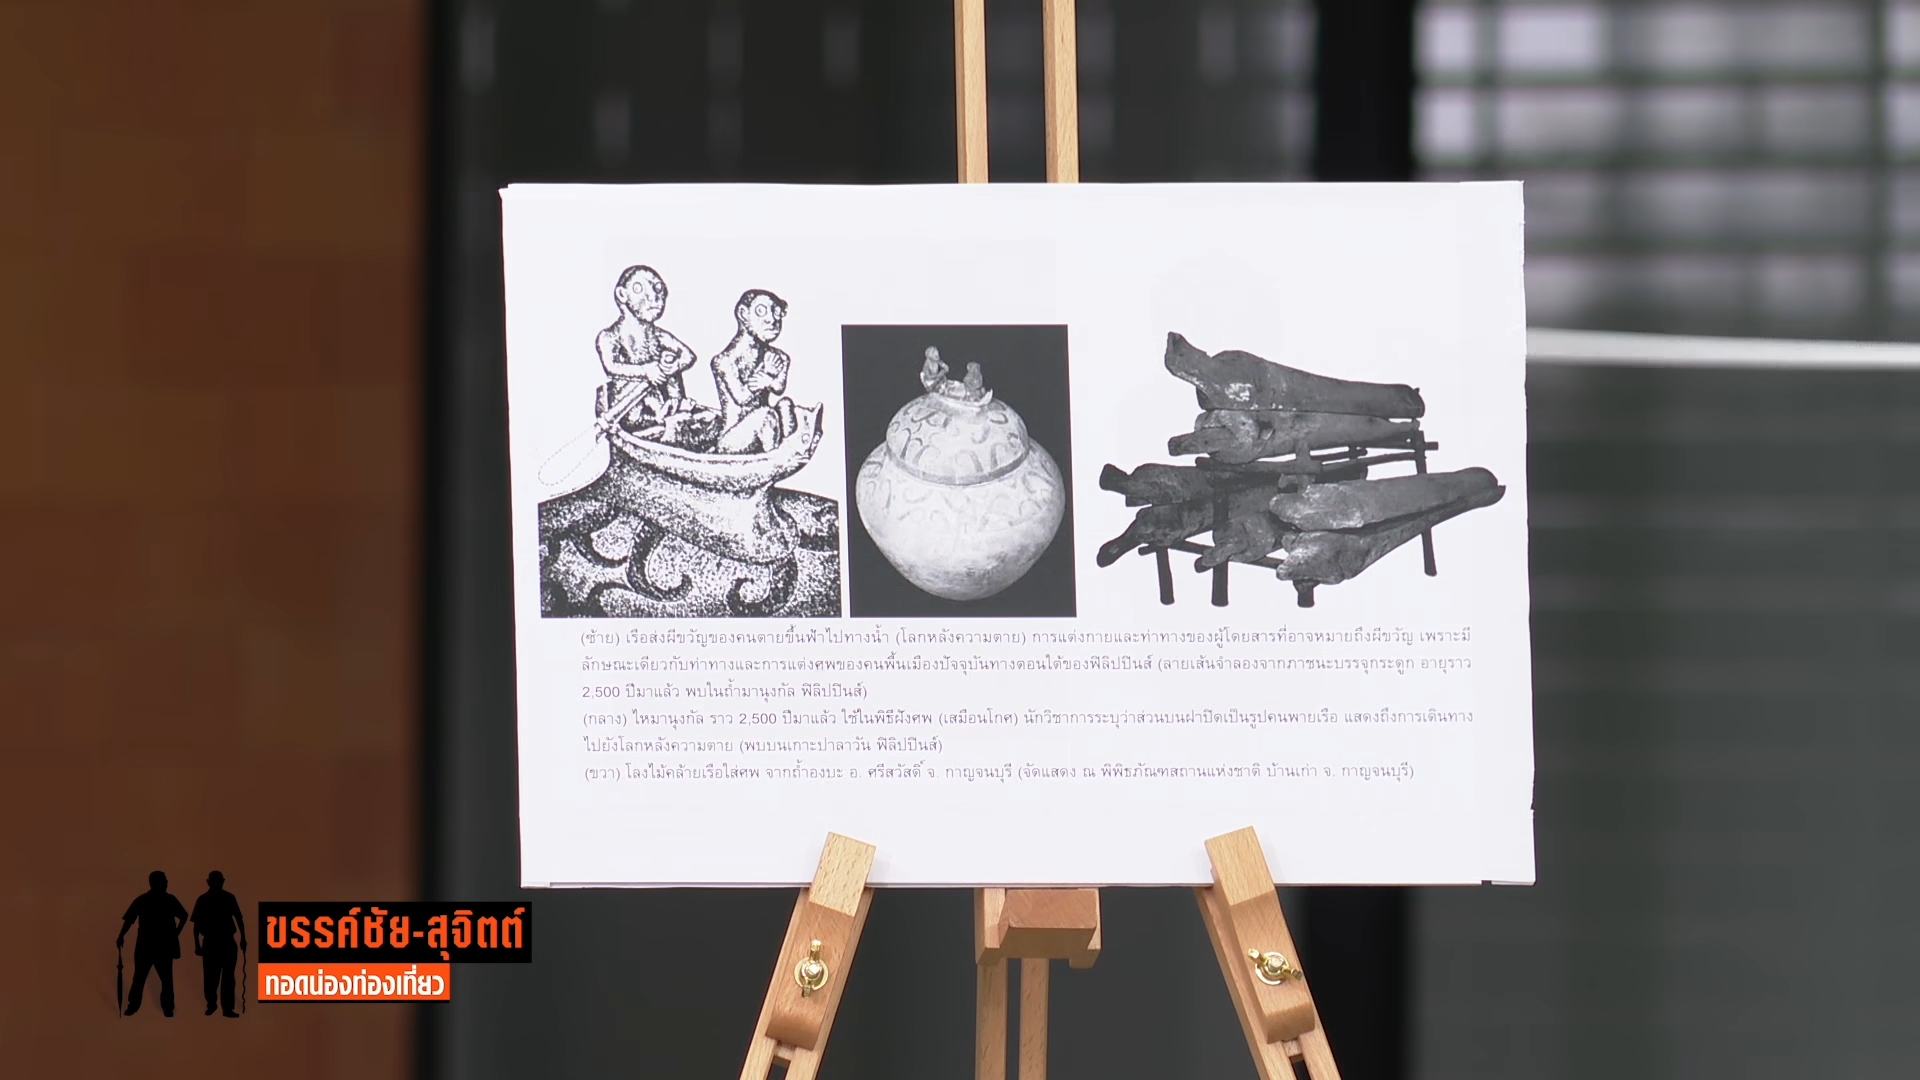 (ซ้าย) เรือส่งผีขวัญของคนตายขึ้นฟ้าไปทางน้ำ (โลกหลังความตาย) การแต่งกายและท่าทางของผู้โดยสารที่อาจหมายถึงผีขวัญ เพราะมี
ลักษณะเดียวกับท่าทางและการแต่งศพของคนพื้นเมืองปัจจุบันทางตอนใต้ของฟิลิปปินส์ (ลายเส้นจำลองจากภาชนะบรรจุกระดูก อายุราว
2,500 ปีมาแล้ว พบในถ้ำมานุงกัล ฟิลิปปินส์)
(กลาง) ไหมานุงกัล ราว 2,500 ปีมาแล้ว ใช้ในพิธีฝังศพ (เสมือนโกศ) นักวิชาการระบุว่าส่วนบนฝาปิดเป็นรูปคนพายเรือ แสดงถึงการเดินทาง
ไปยังโลกหลังความตาย (พบบนเกาะปาลาวัน ฟิลิปปินส์)
(ขวา) โลงไม้คล้ายเรือใส่ศพ จากถ้ำองบะ อ. ศรีสวัสดิ์ จ. กาญจนบุรี (จัดแสดง ณ พิพิธภัณฑสถานแห่งชาติ บ้านเก่า จ. กาญจนบุรี)
ขรรค์ชัย-สุจิตต์
ทอดน่องท่องเที่ยว